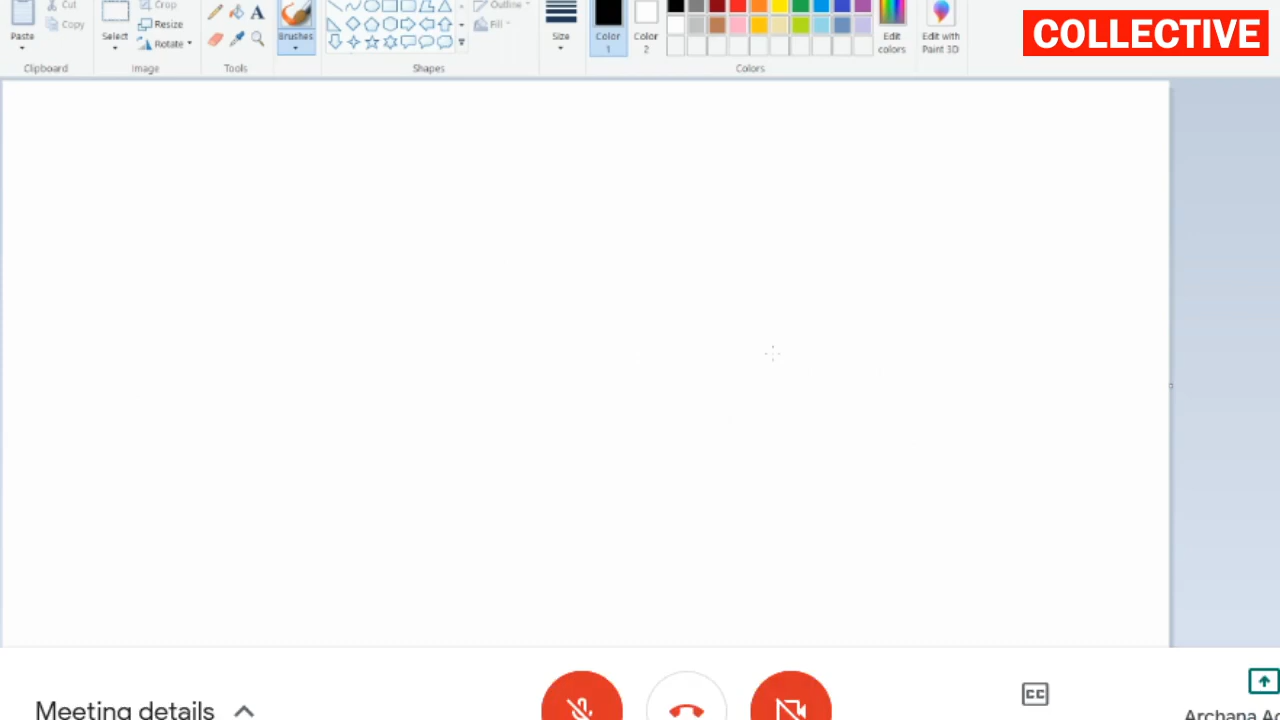 COLLECTIVE
Cut
Copy
Paste
Clipboard
Crop
Resize
Rotate
Select
Image
A
Tools
Brushes
Outline
Fill
Shapes
Size
Color 1
Color 2
Edit colors
Edit with Paint 3D
Colors
Meeting details
CC
Archana